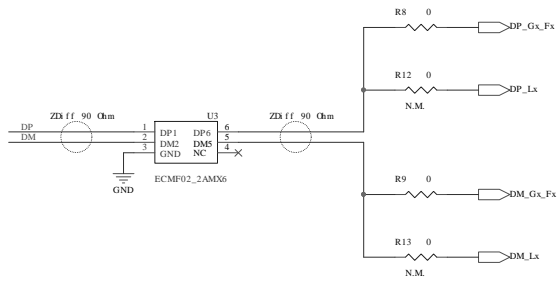 R8 0
DP_Gx_Fx
R12 0
DP_Lx
N.M.
ZDiff 90 Ohm
U3
ZDiff 90 Ohm
DP 1 DP1 DP6 6
DM 2 DM2 DM5 5
3 GND NC 4
GND
ECMF02_2AMX6
R9 0
DM_Gx_Fx
R13 0
DM_Lx
N.M.